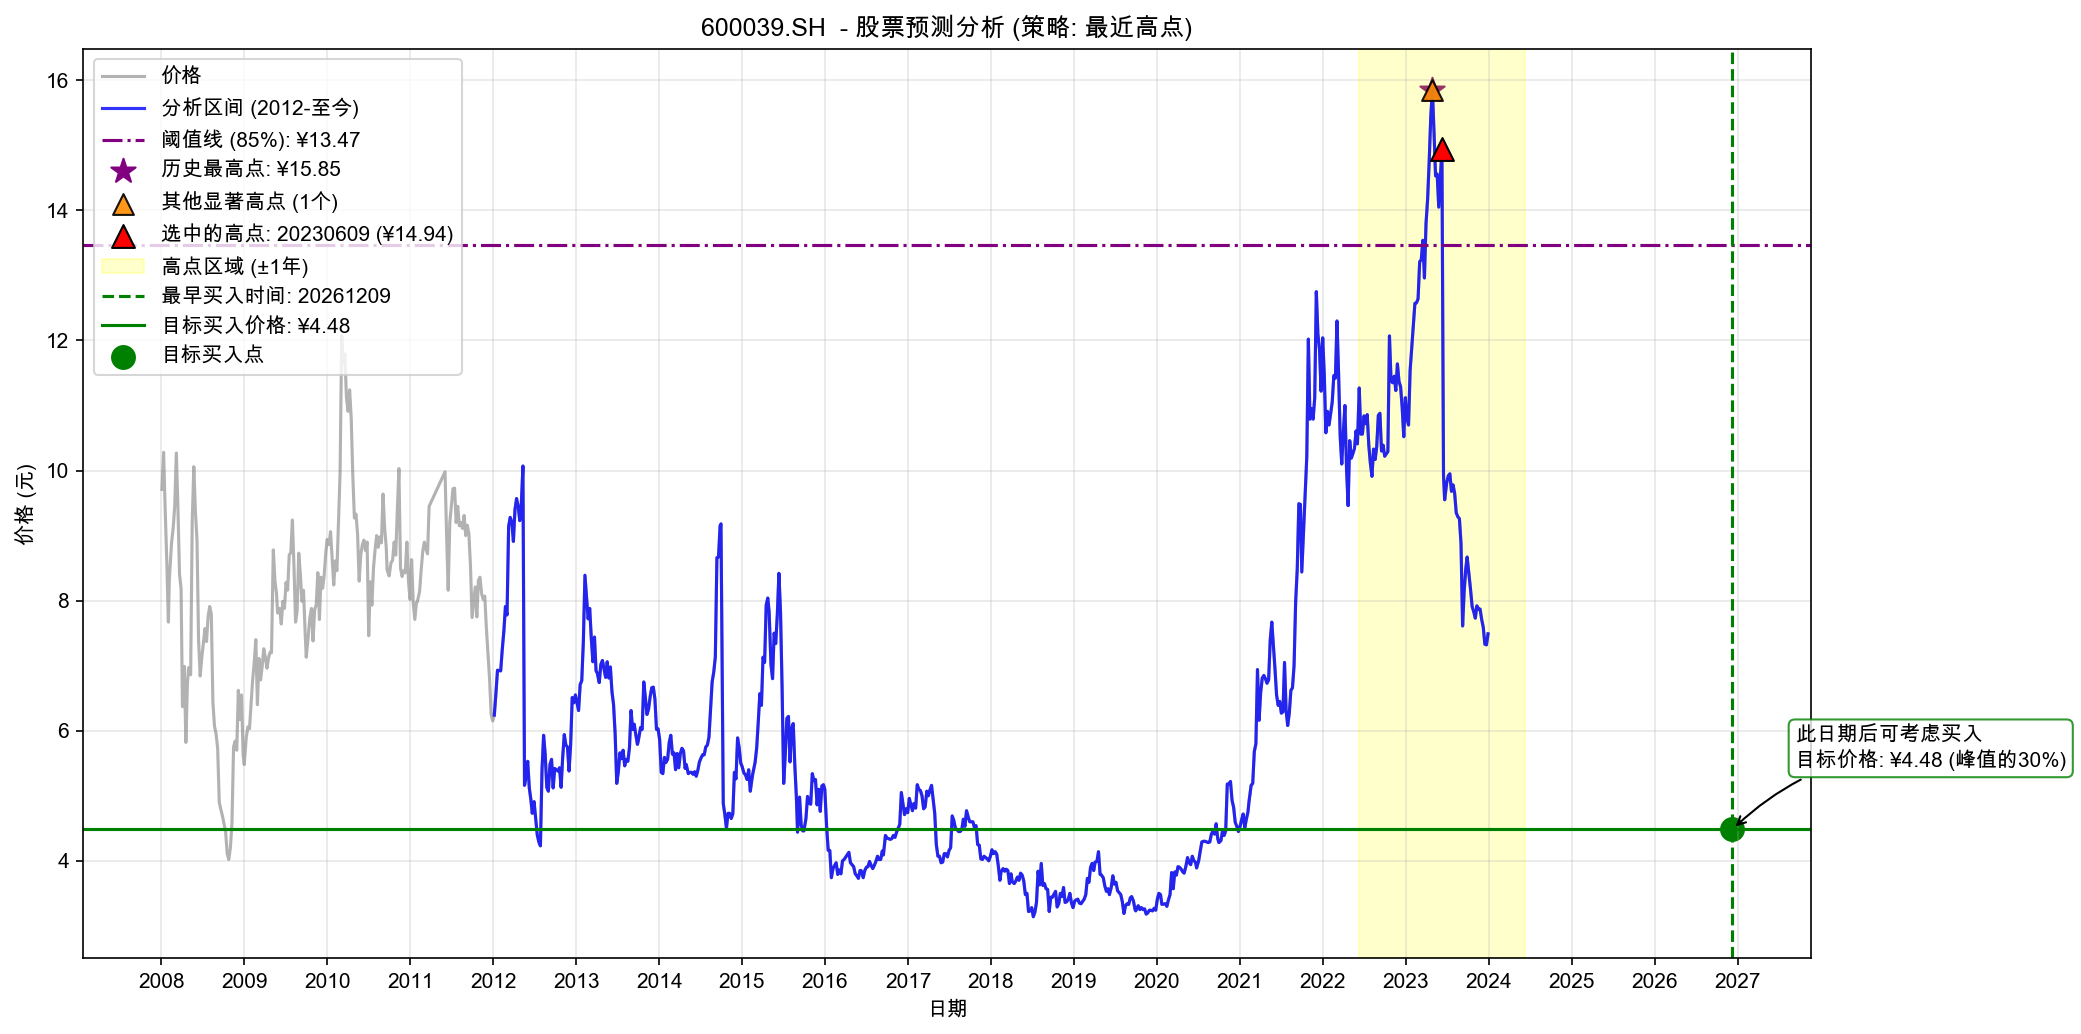 600039.SH  - 股票预测分析 (策略: 最近高点)
价格
分析区间 (2012-至今)
阈值线 (85%): ¥13.47
历史最高点: ¥15.85
其他显著高点 (1个)
选中的高点: 20230609 (¥14.94)
高点区域 (±1年)
最早买入时间: 20261209
目标买入价格: ¥4.48
目标买入点
价格 (元)
16
14
12
10
8
6
4
此日期后可考虑买入
目标价格: ¥4.48 (峰值的30%)
2008 2009 2010 2011 2012 2013 2014 2015 2016 2017 2018 2019 2020 2021 2022 2023 2024 2025 2026 2027
日期